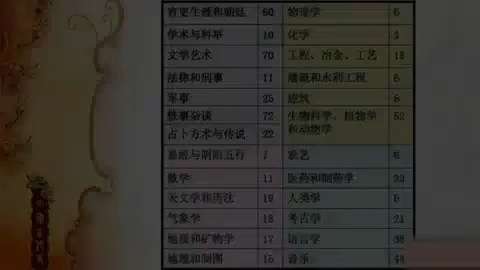 官吏生活和朝廷 60 物理学 6
学术与科举 10 化学 3
文学艺术 70 工程、冶金、工艺 18
法律和刑事 11 灌溉和水利工程 6
军事 25 建筑 6
轶事杂谈 72 生物科学、植物学和动物学 52
占卜方术与传说 22
易经与阴阳五行 7 农艺 6
数学 11 医药和制药学 23
天文学和历法 19 人类学 6
气象学 18 考古学 21
地质和矿物学 17 语言学 36
地理和制图 15 音乐 44